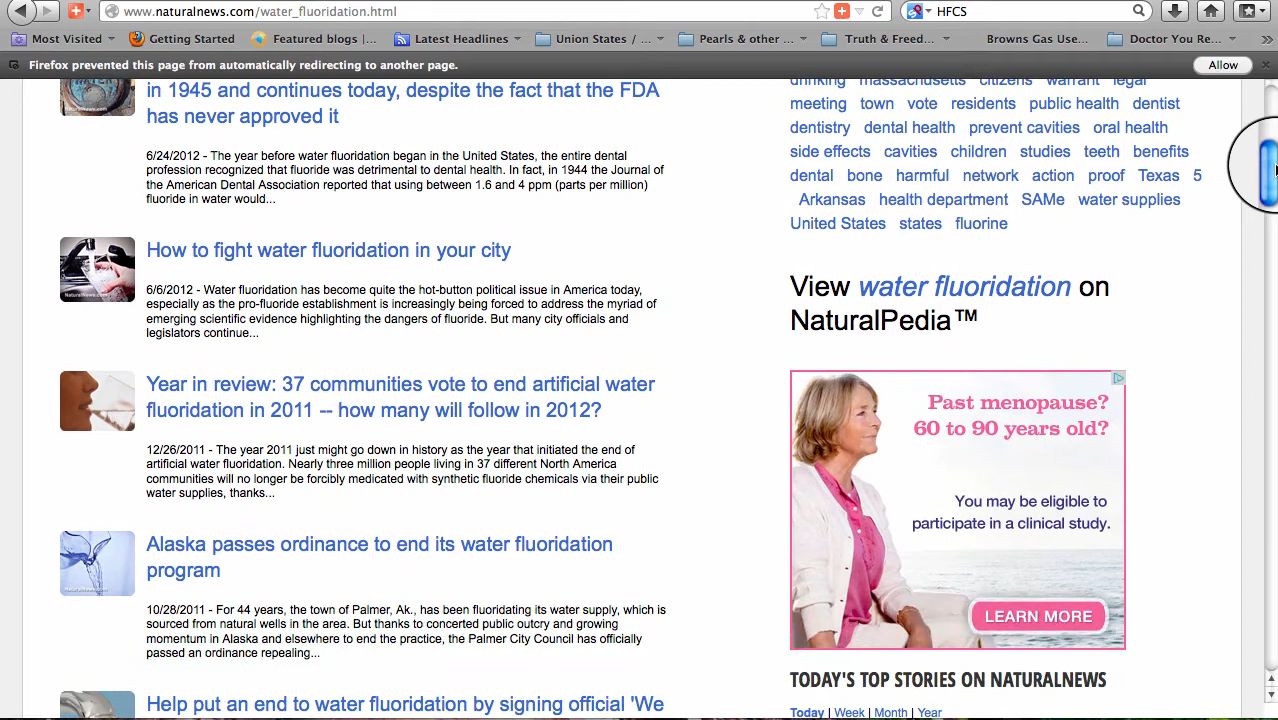 www.naturalnews.com/water_fluoridation.html
HFCS
Most Visited
Getting Started
Featured blogs |...
Latest Headlines
Union States / ...
Pearls & other ...
Truth & Freed...
Browns Gas Use...
Doctor You Re...
Firefox prevented this page from automatically redirecting to another page.
Allow
in 1945 and continues today, despite the fact that the FDA
has never approved it
6/24/2012 - The year before water fluoridation began in the United States, the entire dental
profession recognized that fluoride was detrimental to dental health. In fact, in 1944 the Journal of
the American Dental Association reported that using between 1.6 and 4 ppm (parts per million)
fluoride in water would...
How to fight water fluoridation in your city
6/6/2012 - Water fluoridation has become quite the hot-button political issue in America today,
especially as the pro-fluoride establishment is increasingly being forced to address the myriad of
emerging scientific evidence highlighting the dangers of fluoride. But many city officials and
legislators continue...
Year in review: 37 communities vote to end artificial water
fluoridation in 2011 -- how many will follow in 2012?
12/26/2011 - The year 2011 just might go down in history as the year that initiated the end of
artificial water fluoridation. Nearly three million people living in 37 different North America
communities will no longer be forcibly medicated with synthetic fluoride chemicals via their public
water supplies, thanks...
Alaska passes ordinance to end its water fluoridation
program
10/28/2011 - For 44 years, the town of Palmer, Ak., has been fluoridating its water supply, which is
sourced from natural wells in the area. But thanks to concerted public outcry and growing
momentum in Alaska and elsewhere to end the practice, the Palmer City Council has officially
passed an ordinance repealing...
Help put an end to water fluoridation by signing official 'We
drinking massachusetts citizens warrant legal
meeting town vote residents public health dentist
dentistry dental health prevent cavities oral health
side effects cavities children studies teeth benefits
dental bone harmful network action proof Texas 5
Arkansas health department SAMe water supplies
United States states fluorine
View water fluoridation on
NaturalPedia™
Past menopause?
60 to 90 years old?
You may be eligible to
participate in a clinical study.
LEARN MORE
TODAY'S TOP STORIES ON NATURALNEWS
Today | Week | Month | Year
NaturalNews.com
NaturalNews.com
NaturalNews.com